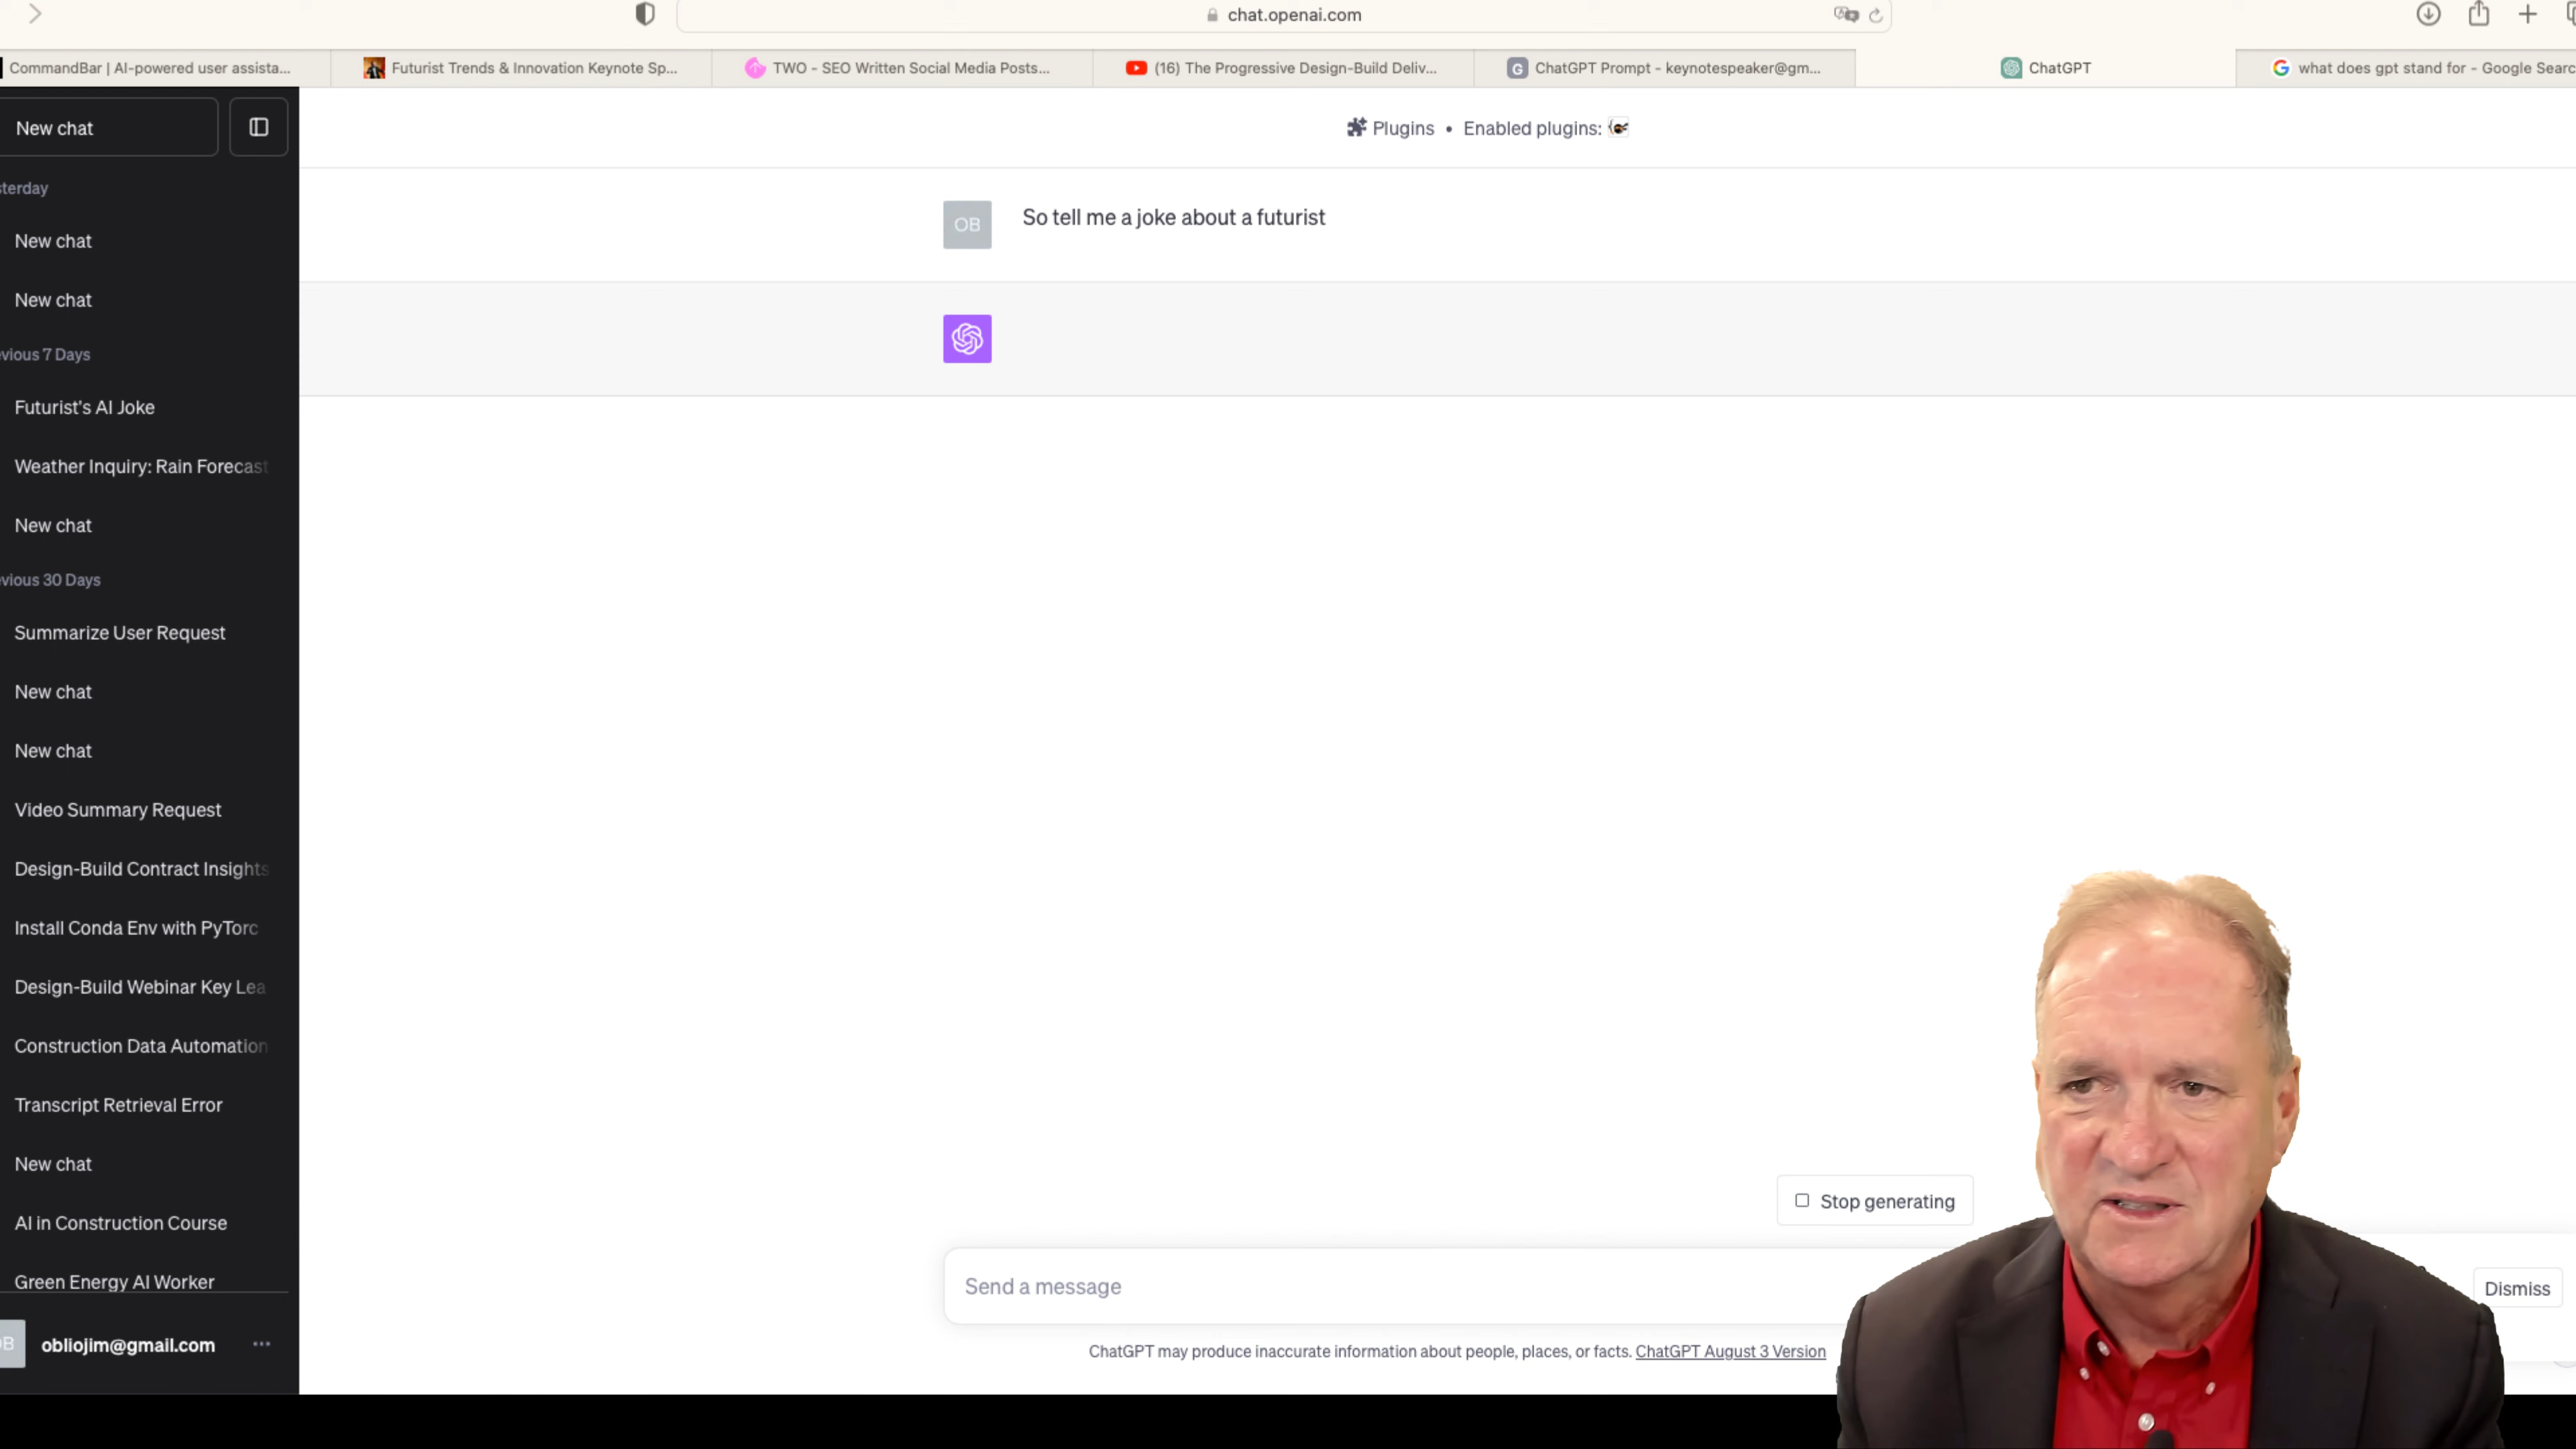 chat.openai.com
CommandBar | AI-powered user assista...
Futurist Trends & Innovation Keynote Sp...
TWO - SEO Written Social Media Posts...
(16) The Progressive Design-Build Deliv...
G
ChatGPT Prompt - keynotespeaker@gm...
ChatGPT
what does gpt stand for - Google Searc
New chat
Plugins • Enabled plugins:
sterday
OB
So tell me a joke about a futurist
New chat
New chat
evious 7 Days
Futurist's AI Joke
Weather Inquiry: Rain Forecast
New chat
evious 30 Days
Summarize User Request
New chat
New chat
Video Summary Request
Design-Build Contract Insights
Install Conda Env with PyTorc
Design-Build Webinar Key Lea
Construction Data Automation
Transcript Retrieval Error
New chat
AI in Construction Course
Green Energy AI Worker
OB
obliojim@gmail.com
Stop generating
Send a message
Dismiss
ChatGPT may produce inaccurate information about people, places, or facts. ChatGPT August 3 Version